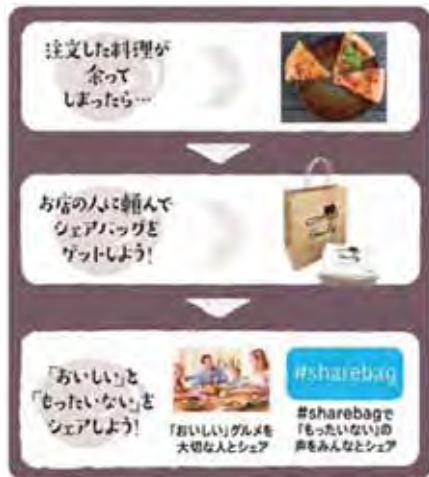 注文した料理が
余って
しまったら…
お店の人に頼んで
シェアバッグを
ゲットしよう!
「おいしい」と
「もったいない」を
シェアしよう!
#sharebag
「おいしい」グルメを
大切な人とシェア
#sharebagで
「もったいない」の
声をみんなとシェア